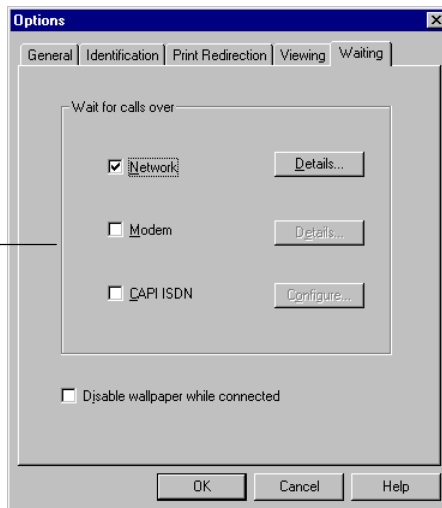 Options
General Identification Print Redirection Viewing Waiting
Wait for calls over
Network Details...
Modem Details...
CAPI ISDN Configure...
Disable wallpaper while connected
OK Cancel Help